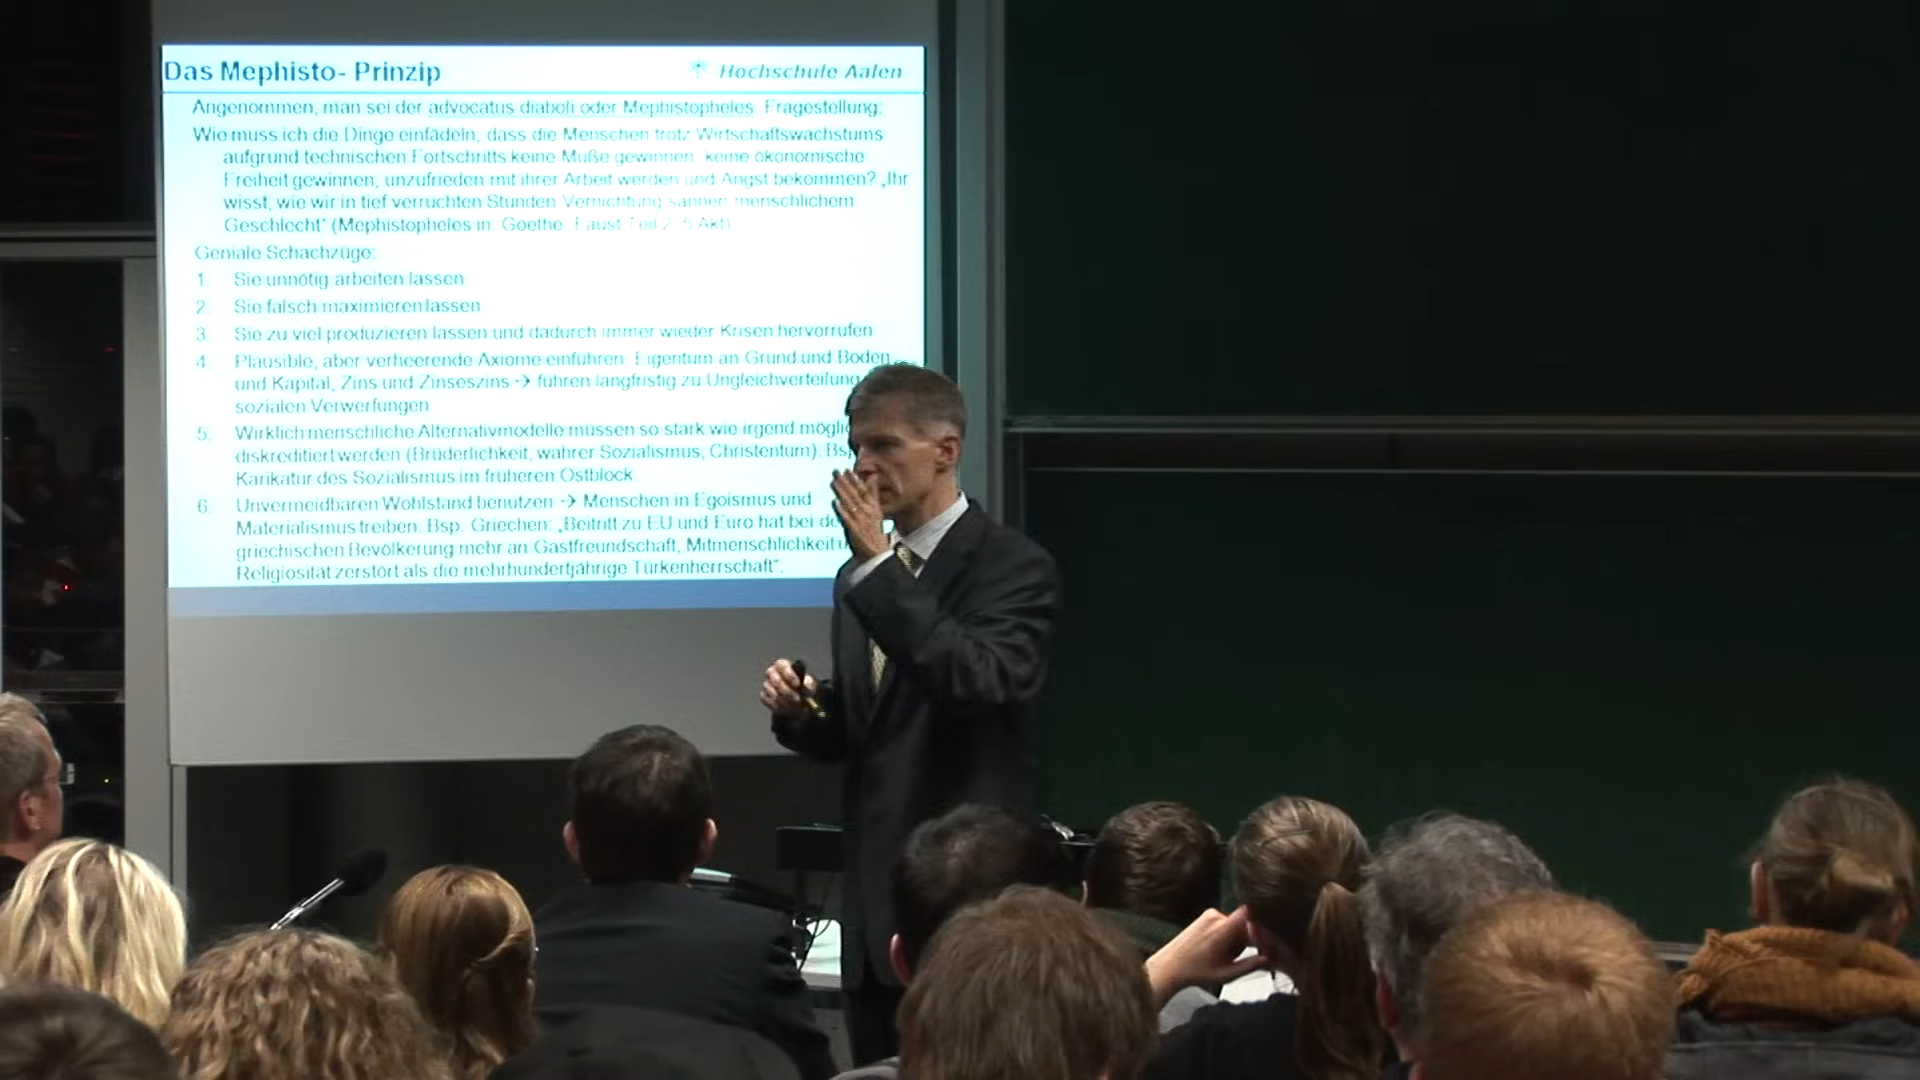 Das Mephisto- Prinzip
Hochschule Aalen
Angenommen, man sei der advocatus diaboli oder Mephistopheles. Fragestellung:
Wie muss ich die Dinge einfädeln, dass die Menschen trotz Wirtschaftswachstums
aufgrund technischen Fortschritts keine Muße gewinnen, keine ökonomische
Freiheit gewinnen, unzufrieden mit ihrer Arbeit werden und Angst bekommen? „Ihr
wisst, wie wir in tief verruchten Stunden Vernichtung sannen menschlichem
Geschlecht“ (Mephistopheles in: Goethe, Faust Teil 2, 5.Akt)
Geniale Schachzüge:
1. Sie unnötig arbeiten lassen
2. Sie falsch maximieren lassen
3. Sie zu viel produzieren lassen und dadurch immer wieder Krisen hervorrufen
4. Plausible, aber verheerende Axiome einführen: Eigentum an Grund und Boden
und Kapital, Zins und Zinseszins → führen langfristig zu Ungleichverteilung
sozialen Verwerfungen
5. Wirklich menschliche Alternativmodelle müssen so stark wie irgend möglic
diskreditiert werden (Brüderlichkeit, wahrer Sozialismus, Christentum). Bsp
Karikatur des Sozialismus im früheren Ostblock
6. Unvermeidbaren Wohlstand benutzen → Menschen in Egoismus und
Materialismus treiben. Bsp. Griechen: „Beitritt zu EU und Euro hat bei de
griechischen Bevölkerung mehr an Gastfreundschaft, Mitmenschlichkeit u
Religiosität zerstört als die mehrhundertjährige Türkenherrschaft“.